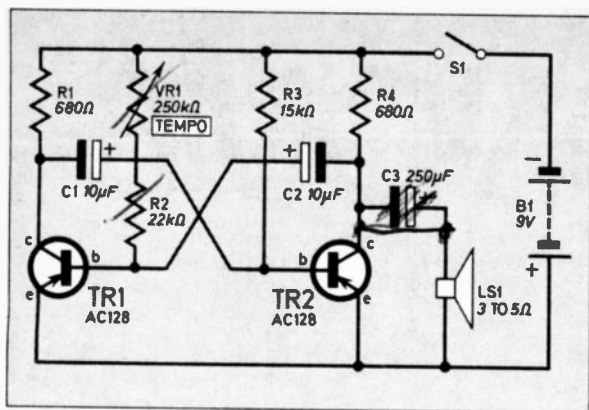 R1
680Ω
VR1
250kΩ
TEMPO
R3
15kΩ
R4
680Ω
S1
+
C1 10µF
R2
22kΩ
+
C2 10µF
C3 250µF
+
−
B1
9V
+
c
b
e
TR1
AC128
b
c
e
TR2
AC128
LS1
3 TO 5Ω